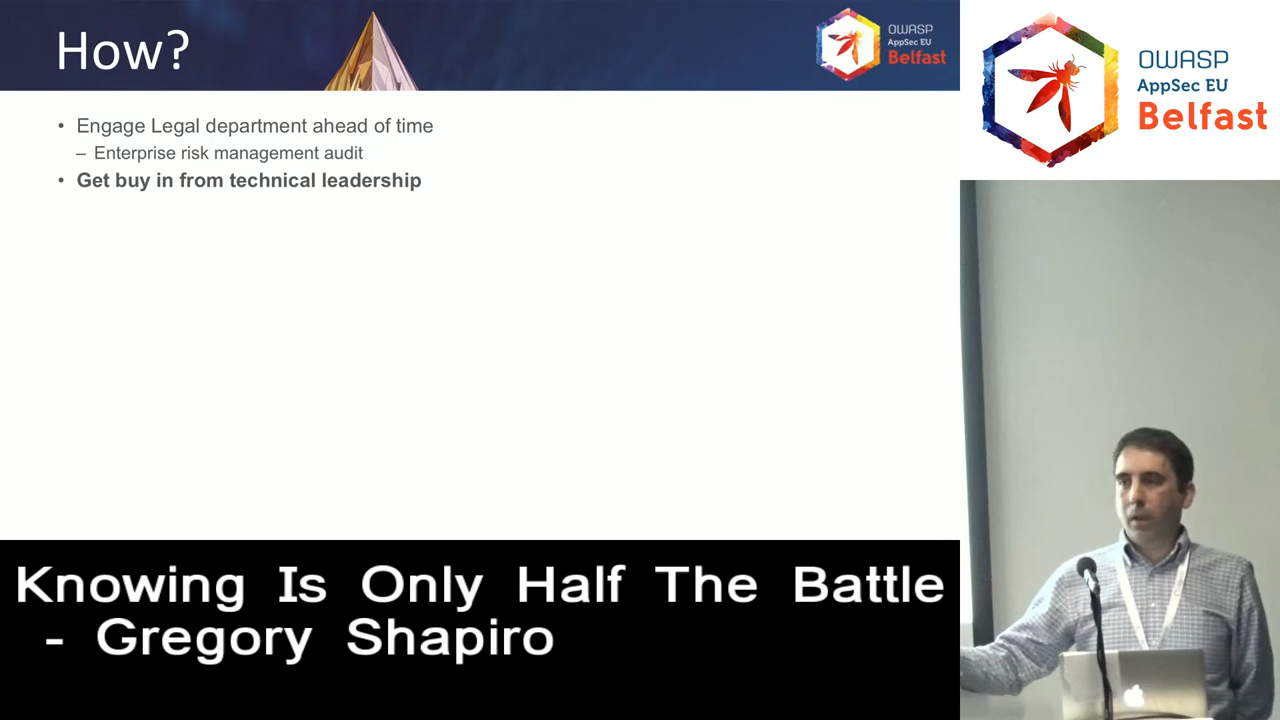 How?
OWASP
AppSec EU
Belfast
OWASP
AppSec EU
Belfast
• Engage Legal department ahead of time
– Enterprise risk management audit
• Get buy in from technical leadership
Knowing Is Only Half The Battle
- Gregory Shapiro